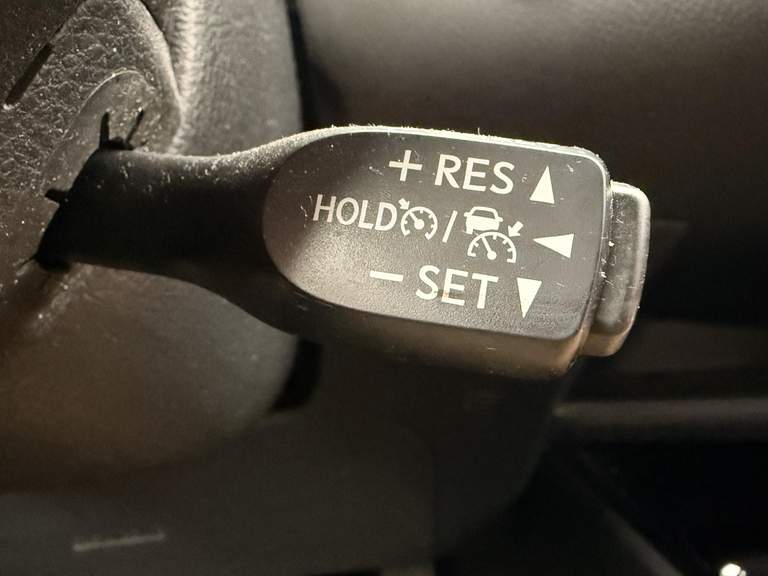 + RES ▲
HOLD / ◀
− SET ▼